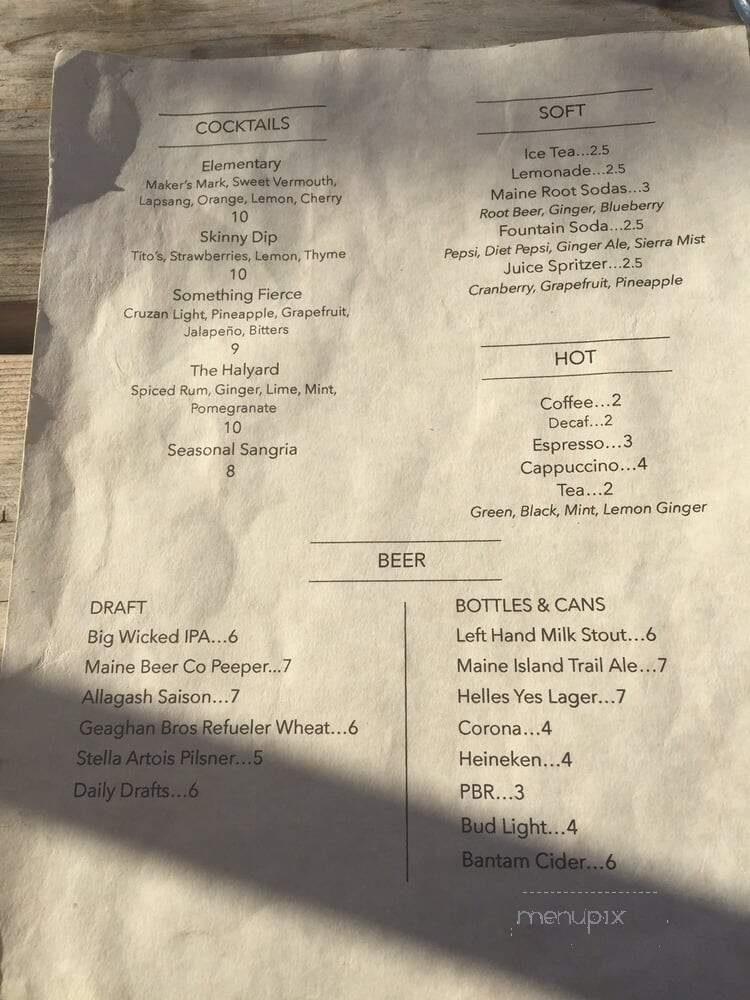 COCKTAILS
Elementary
Maker's Mark, Sweet Vermouth,
Lapsang, Orange, Lemon, Cherry
10
Skinny Dip
Tito's, Strawberries, Lemon, Thyme
10
Something Fierce
Cruzan Light, Pineapple, Grapefruit,
Jalapeño, Bitters
9
The Halyard
Spiced Rum, Ginger, Lime, Mint,
Pomegranate
10
Seasonal Sangria
8
SOFT
Ice Tea...2.5
Lemonade...2.5
Maine Root Sodas...3
Root Beer, Ginger, Blueberry
Fountain Soda...2.5
Pepsi, Diet Pepsi, Ginger Ale, Sierra Mist
Juice Spritzer...2.5
Cranberry, Grapefruit, Pineapple
HOT
Coffee...2
Decaf...2
Espresso...3
Cappuccino...4
Tea...2
Green, Black, Mint, Lemon Ginger
BEER
DRAFT
Big Wicked IPA...6
Maine Beer Co Peeper...7
Allagash Saison...7
Geaghan Bros Refueler Wheat...6
Stella Artois Pilsner...5
Daily Drafts...6
BOTTLES & CANS
Left Hand Milk Stout...6
Maine Island Trail Ale...7
Helles Yes Lager...7
Corona...4
Heineken...4
PBR...3
Bud Light...4
Bantam Cider...6
menupix